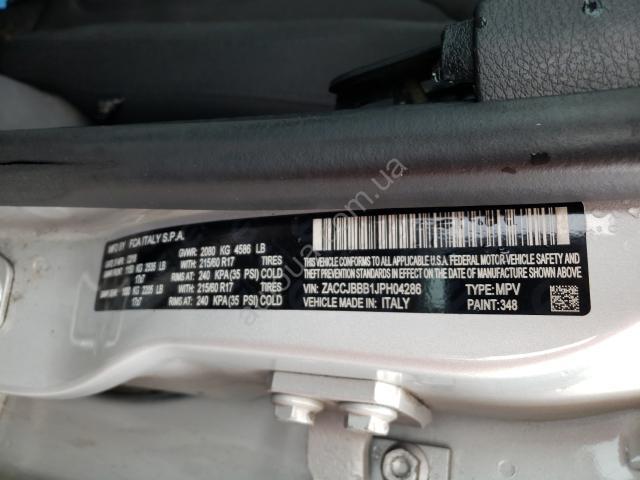 MFD BY FCA ITALY S.P.A.
GVWR: 2080 KG 4586 LB
TIRES 215/60 R17
RIMS AT: 240 KPA(35 PSI) COLD
TIRES 215/60 R17
RIMS AT: 240 KPA(35 PSI) COLD
THIS VEHICLE CONFORMS TO ALL APPLICABLE U.S.A. FEDERAL MOTOR VEHICLE SAFETY
AND THEFT PREVENTION STANDARDS IN EFFECT ON THE DATE OF MANUFACTURE SHOWN ABOVE.
VIN: ZACCJBBB1JPH04286 TYPE: MPV
VEHICLE MADE IN: ITALY PAINT: 348